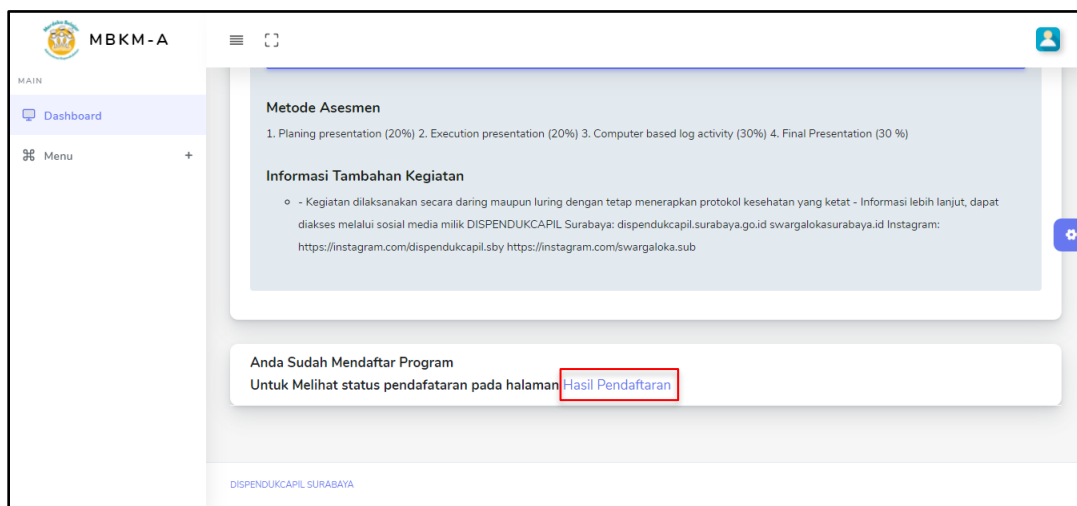 MBKM-A
MAIN
Dashboard
Menu +
Metode Asesmen
1. Planing presentation (20%) 2. Execution presentation (20%) 3. Computer based log activity (30%) 4. Final Presentation (30 %)
Informasi Tambahan Kegiatan
- Kegiatan dilaksanakan secara daring maupun luring dengan tetap menerapkan protokol kesehatan yang ketat - Informasi lebih lanjut, dapat
diakses melalui sosial media milik DISPENDUKCAPIL Surabaya: dispendukcapil.surabaya.go.id swargalokasurabaya.id Instagram:
https://instagram.com/dispendukcapil.sby https://instagram.com/swargaloka.sub
Anda Sudah Mendaftar Program
Untuk Melihat status pendafataran pada halaman Hasil Pendaftaran
DISPENDUKCAPIL SURABAYA